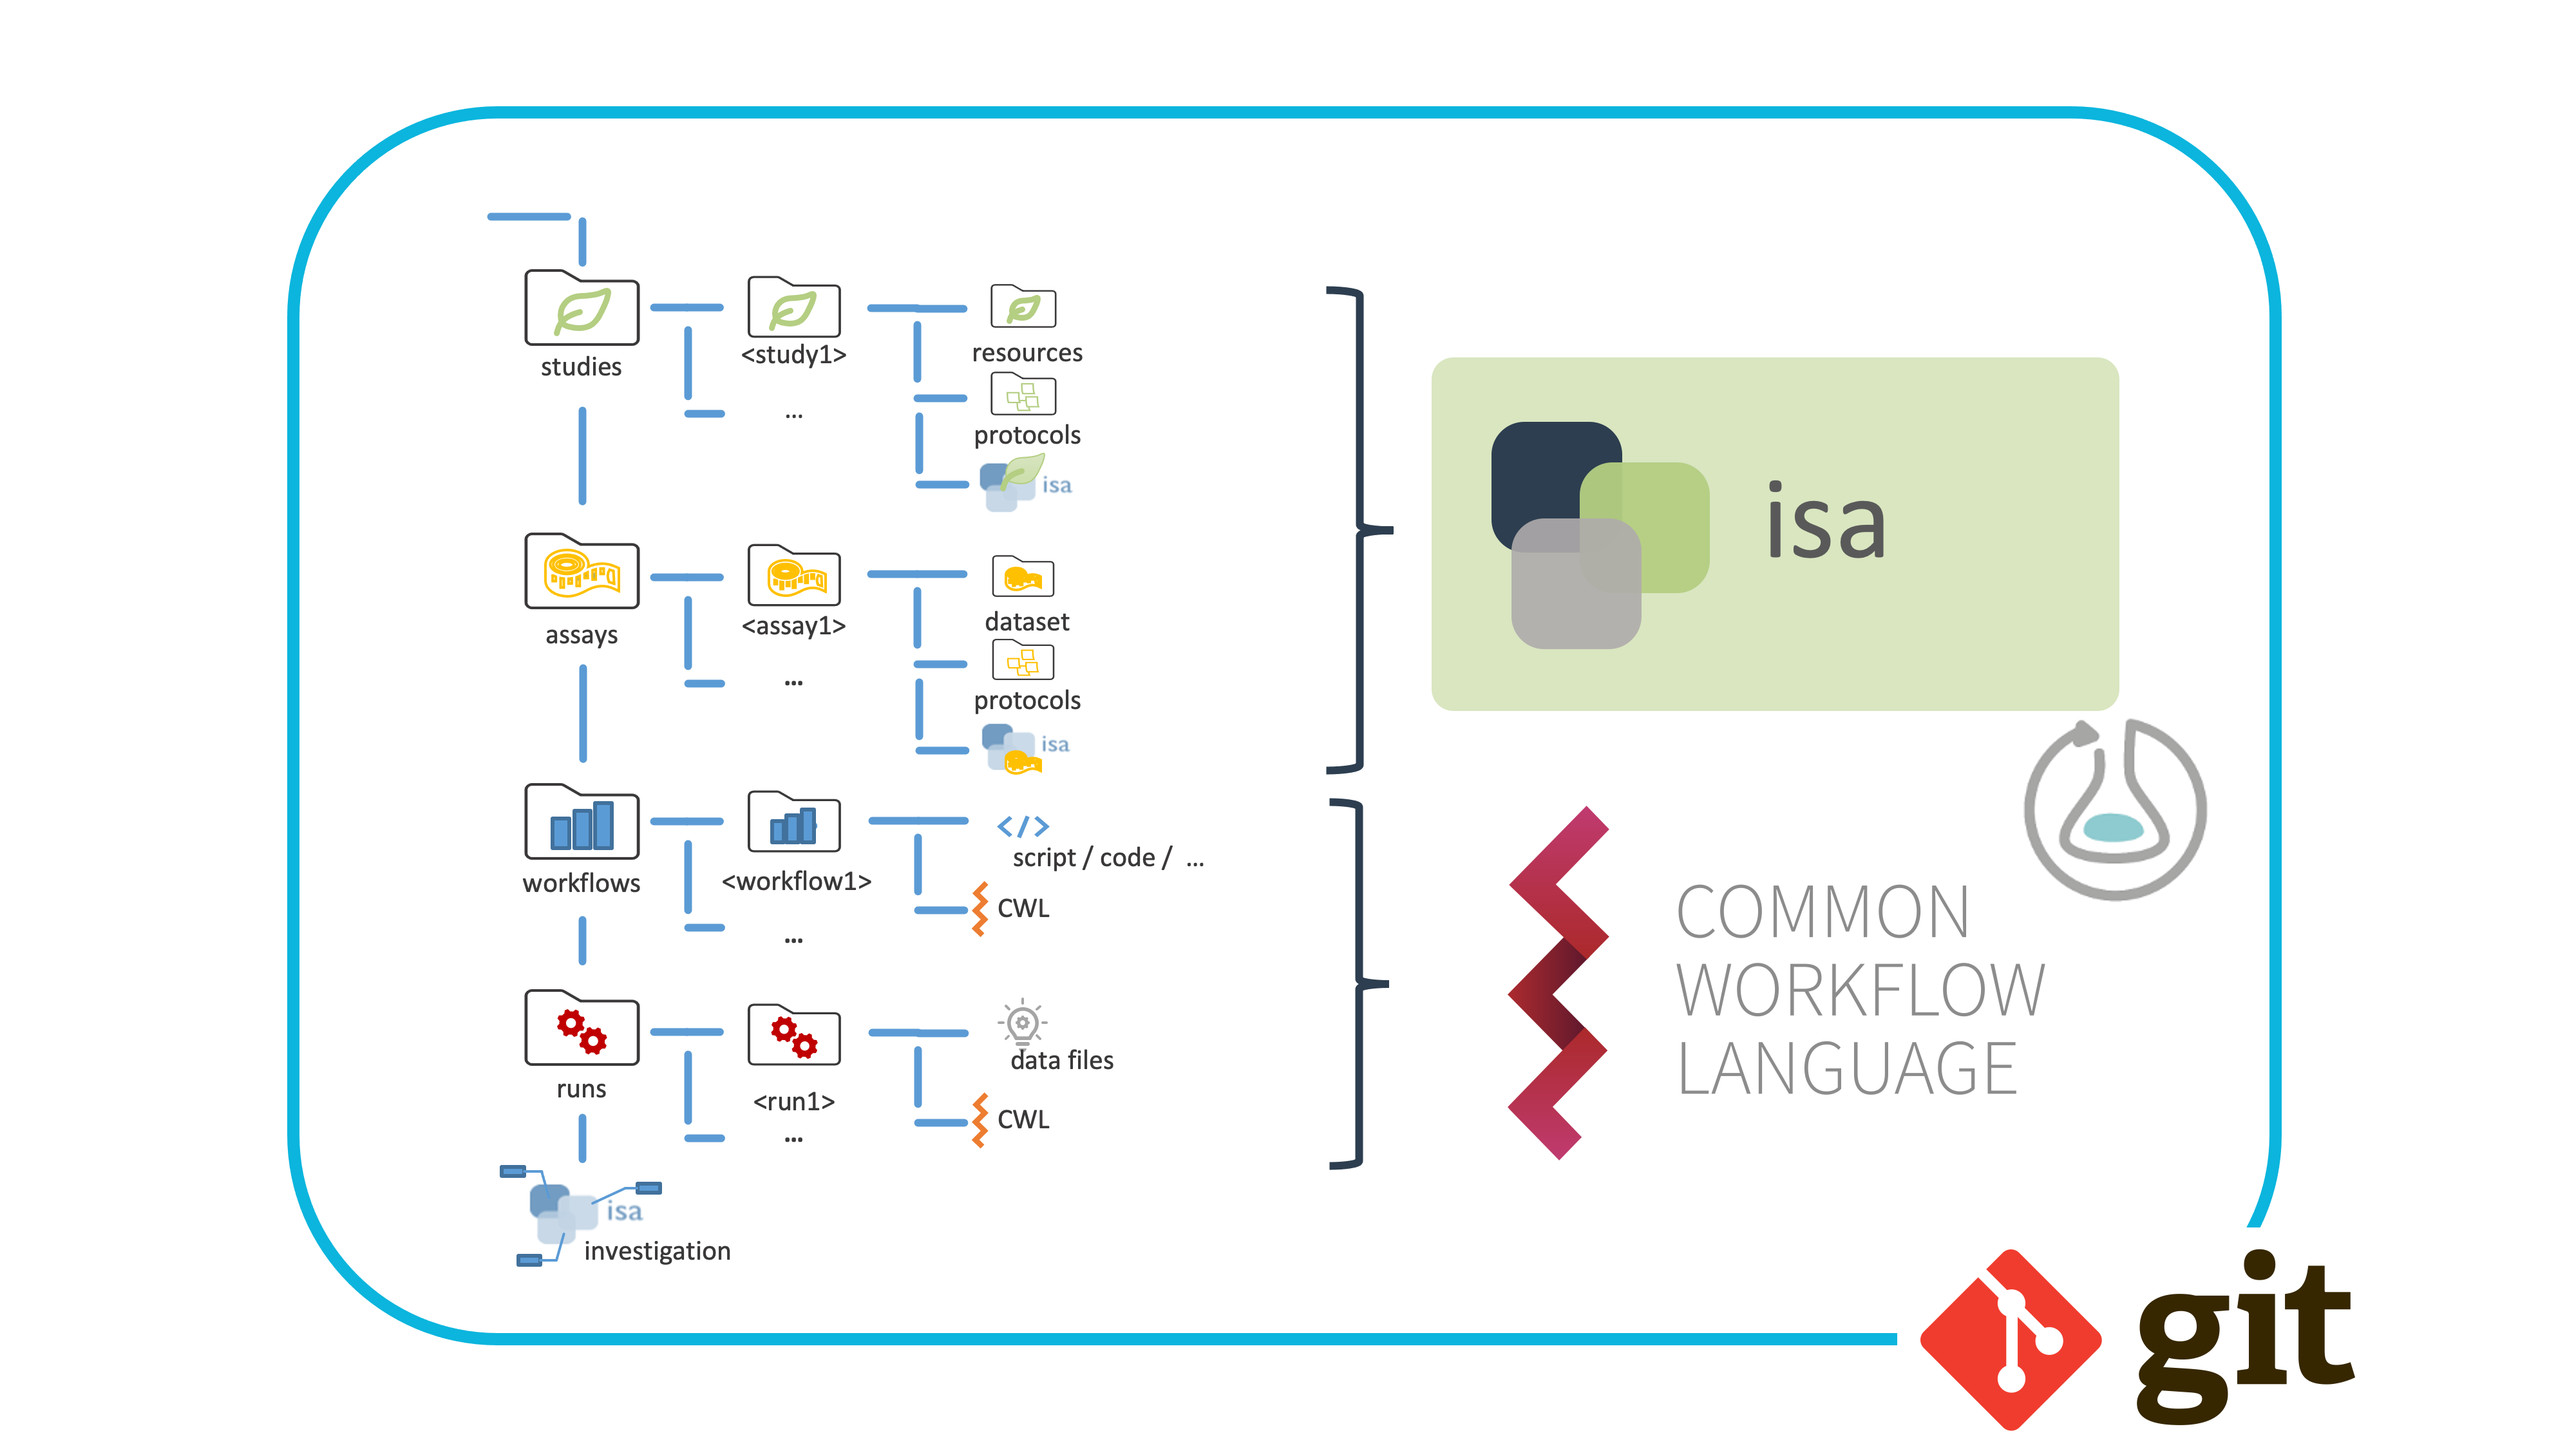 studies
<study1>
...
resources
protocols
isa
assays
<assay1>
...
dataset
protocols
isa
workflows
<workflow1>
...
</>
script / code / ...
CWL
runs
<run1>
...
data files
CWL
isa
investigation
isa
COMMON
WORKFLOW
LANGUAGE
git